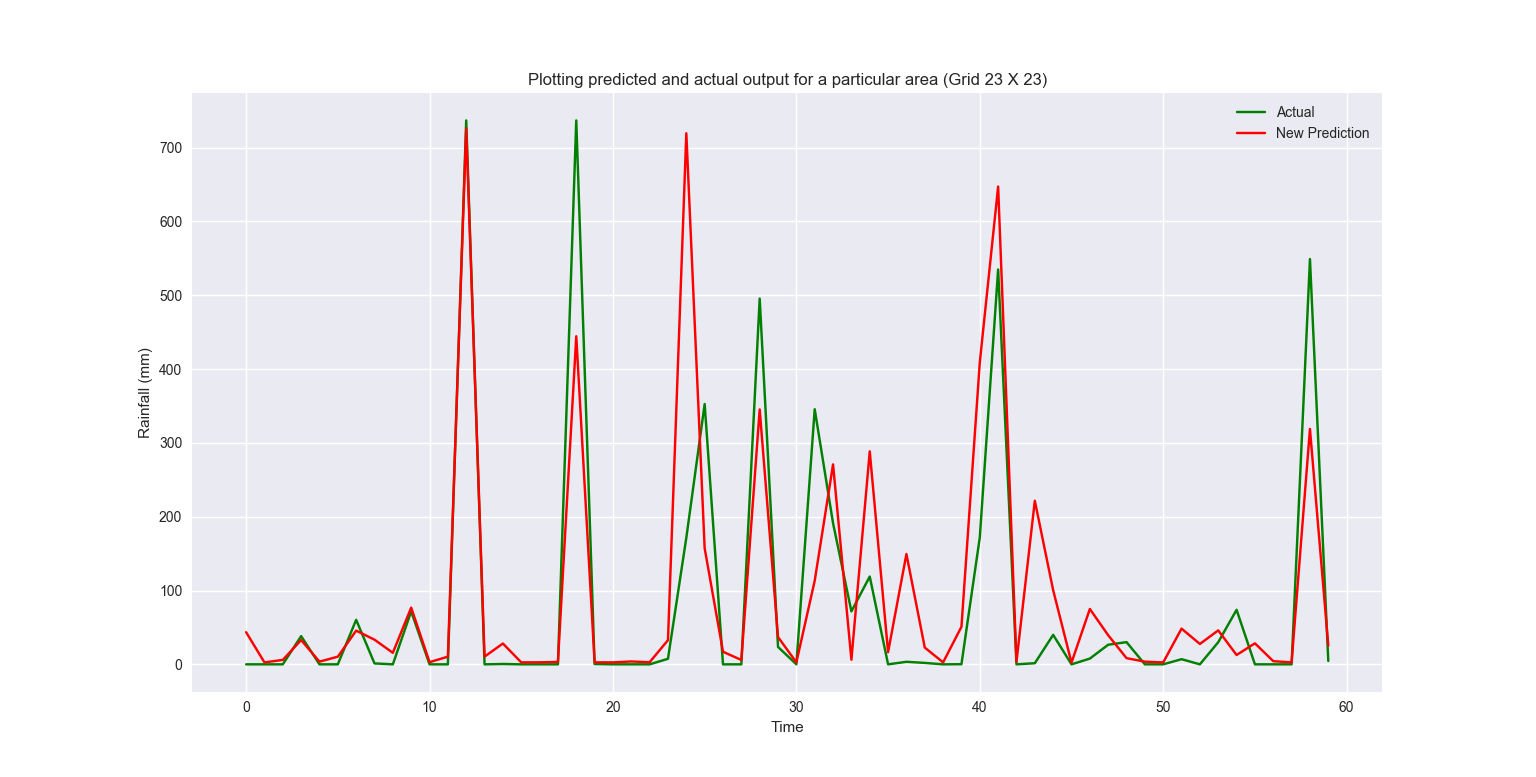 Plotting predicted and actual output for a particular area (Grid 23 X 23)
Actual
New Prediction
700
600
500
400
300
200
100
0
Rainfall (mm)
0 10 20 30 40 50 60
Time